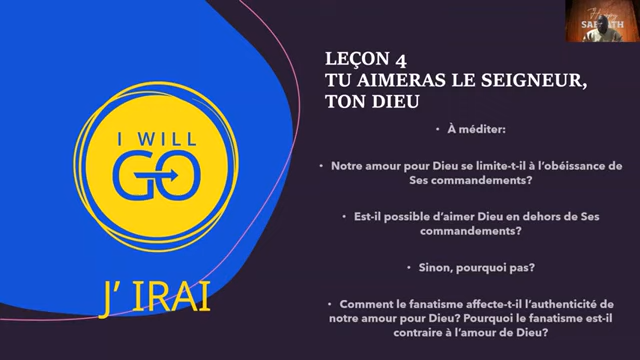 LEÇON 4
TU AIMERAS LE SEIGNEUR,
TON DIEU
• À méditer:
• Notre amour pour Dieu se limite-t-il à l’obéissance de
Ses commandements?
• Est-il possible d’aimer Dieu en dehors de Ses
commandements?
• Sinon, pourquoi pas?
• Comment le fanatisme affecte-t-il l’authenticité de
notre amour pour Dieu? Pourquoi le fanatisme est-il
contraire à l’amour de Dieu?
I WILL
GO
J’ IRAI
Happy
SABBATH